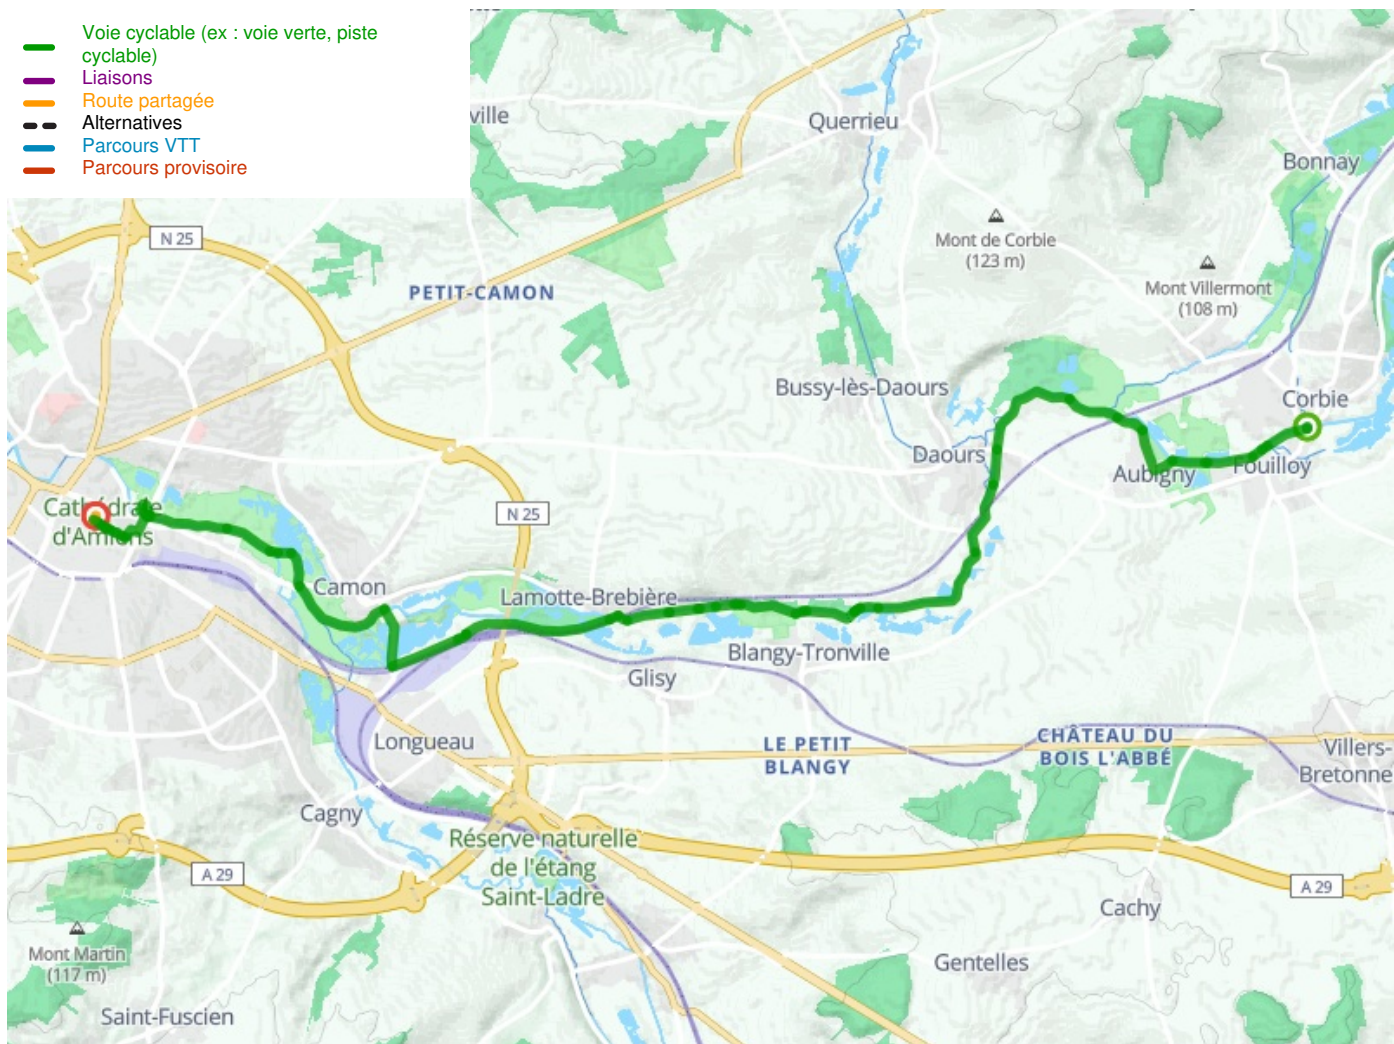 Voie cyclable (ex : voie verte, piste
cyclable)
Liaisons
Route partagée
Alternatives
Parcours VTT
Parcours provisoire
ville
Querrieu
Bonnay
Mont de Corbie
(123 m)
N 25
Mont Villermont
(108 m)
PETIT-CAMON
Bussy-lès-Daours
Corbie
Daours
Aubigny
Fouilloy
Cathédrale
d'Amiens
N 25
Camon
Lamotte-Brebière
Blangy-Tronville
Glisy
Longueau
LE PETIT
BLANGY
CHÂTEAU DU
BOIS L'ABBÉ
Villers-
Bretonne
Cagny
Réserve naturelle
de l'étang
Saint-Ladre
A 29
A 29
Cachy
Mont Martin
(117 m)
Gentelles
Saint-Fuscien